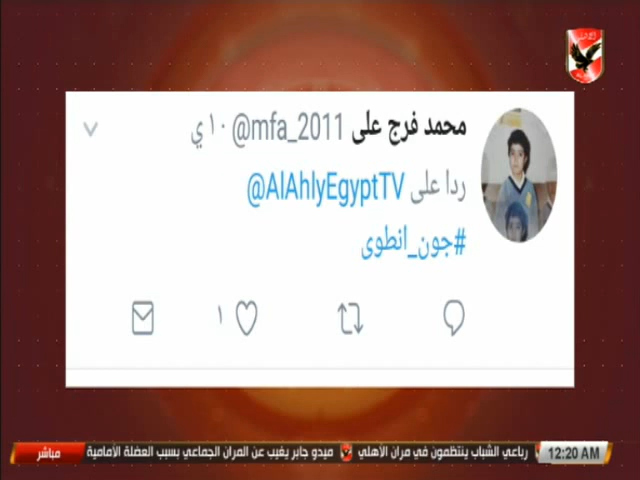 محمد فرج على @mfa_2011 ١٠ ي
ردا على @AlAhlyEgyptTV
#جون_انطوى
١
12:20 AM رباعي الشباب ينتظمون في مران الأهلي ميدو جابر يغيب عن المران الجماعي بسبب العضلة الأمامية مباشر